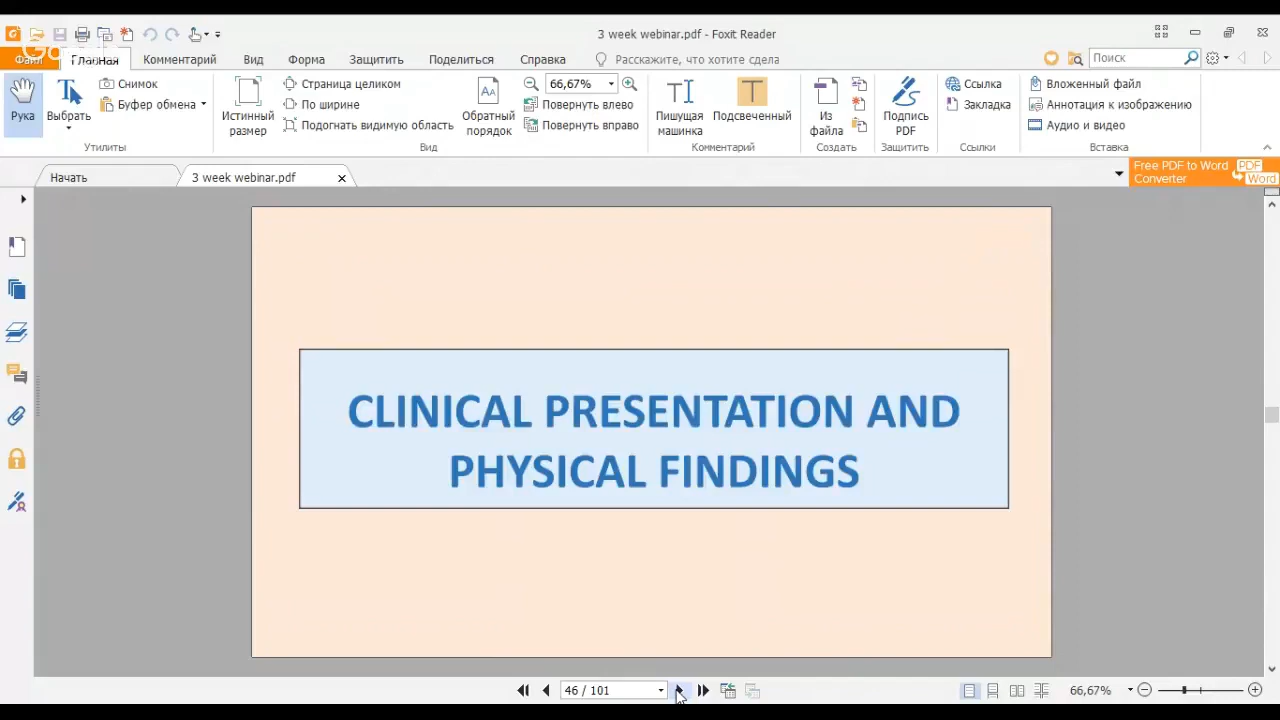 3 week webinar.pdf - Foxit Reader
Файл Главная Комментарий Вид Форма Защитить Поделиться Справка Расскажите, что хотите сдела Поиск
Рука
Выбрать
Снимок
Буфер обмена
Утилиты
Истинный
размер
Страница целиком
По ширине
Подогнать видимую область
Обратный
порядок
66,67%
Повернуть влево
Повернуть вправо
Вид
Пишущая
машинка
Подсвеченный
Комментарий
Из
файла
Создать
Подпись
PDF
Защитить
Ссылка
Закладка
Ссылки
Вложенный файл
Аннотация к изображению
Аудио и видео
Вставка
Начать 3 week webinar.pdf
Free PDF to Word
Converter
PDF
Word
CLINICAL PRESENTATION AND
PHYSICAL FINDINGS
46 / 101 66,67%